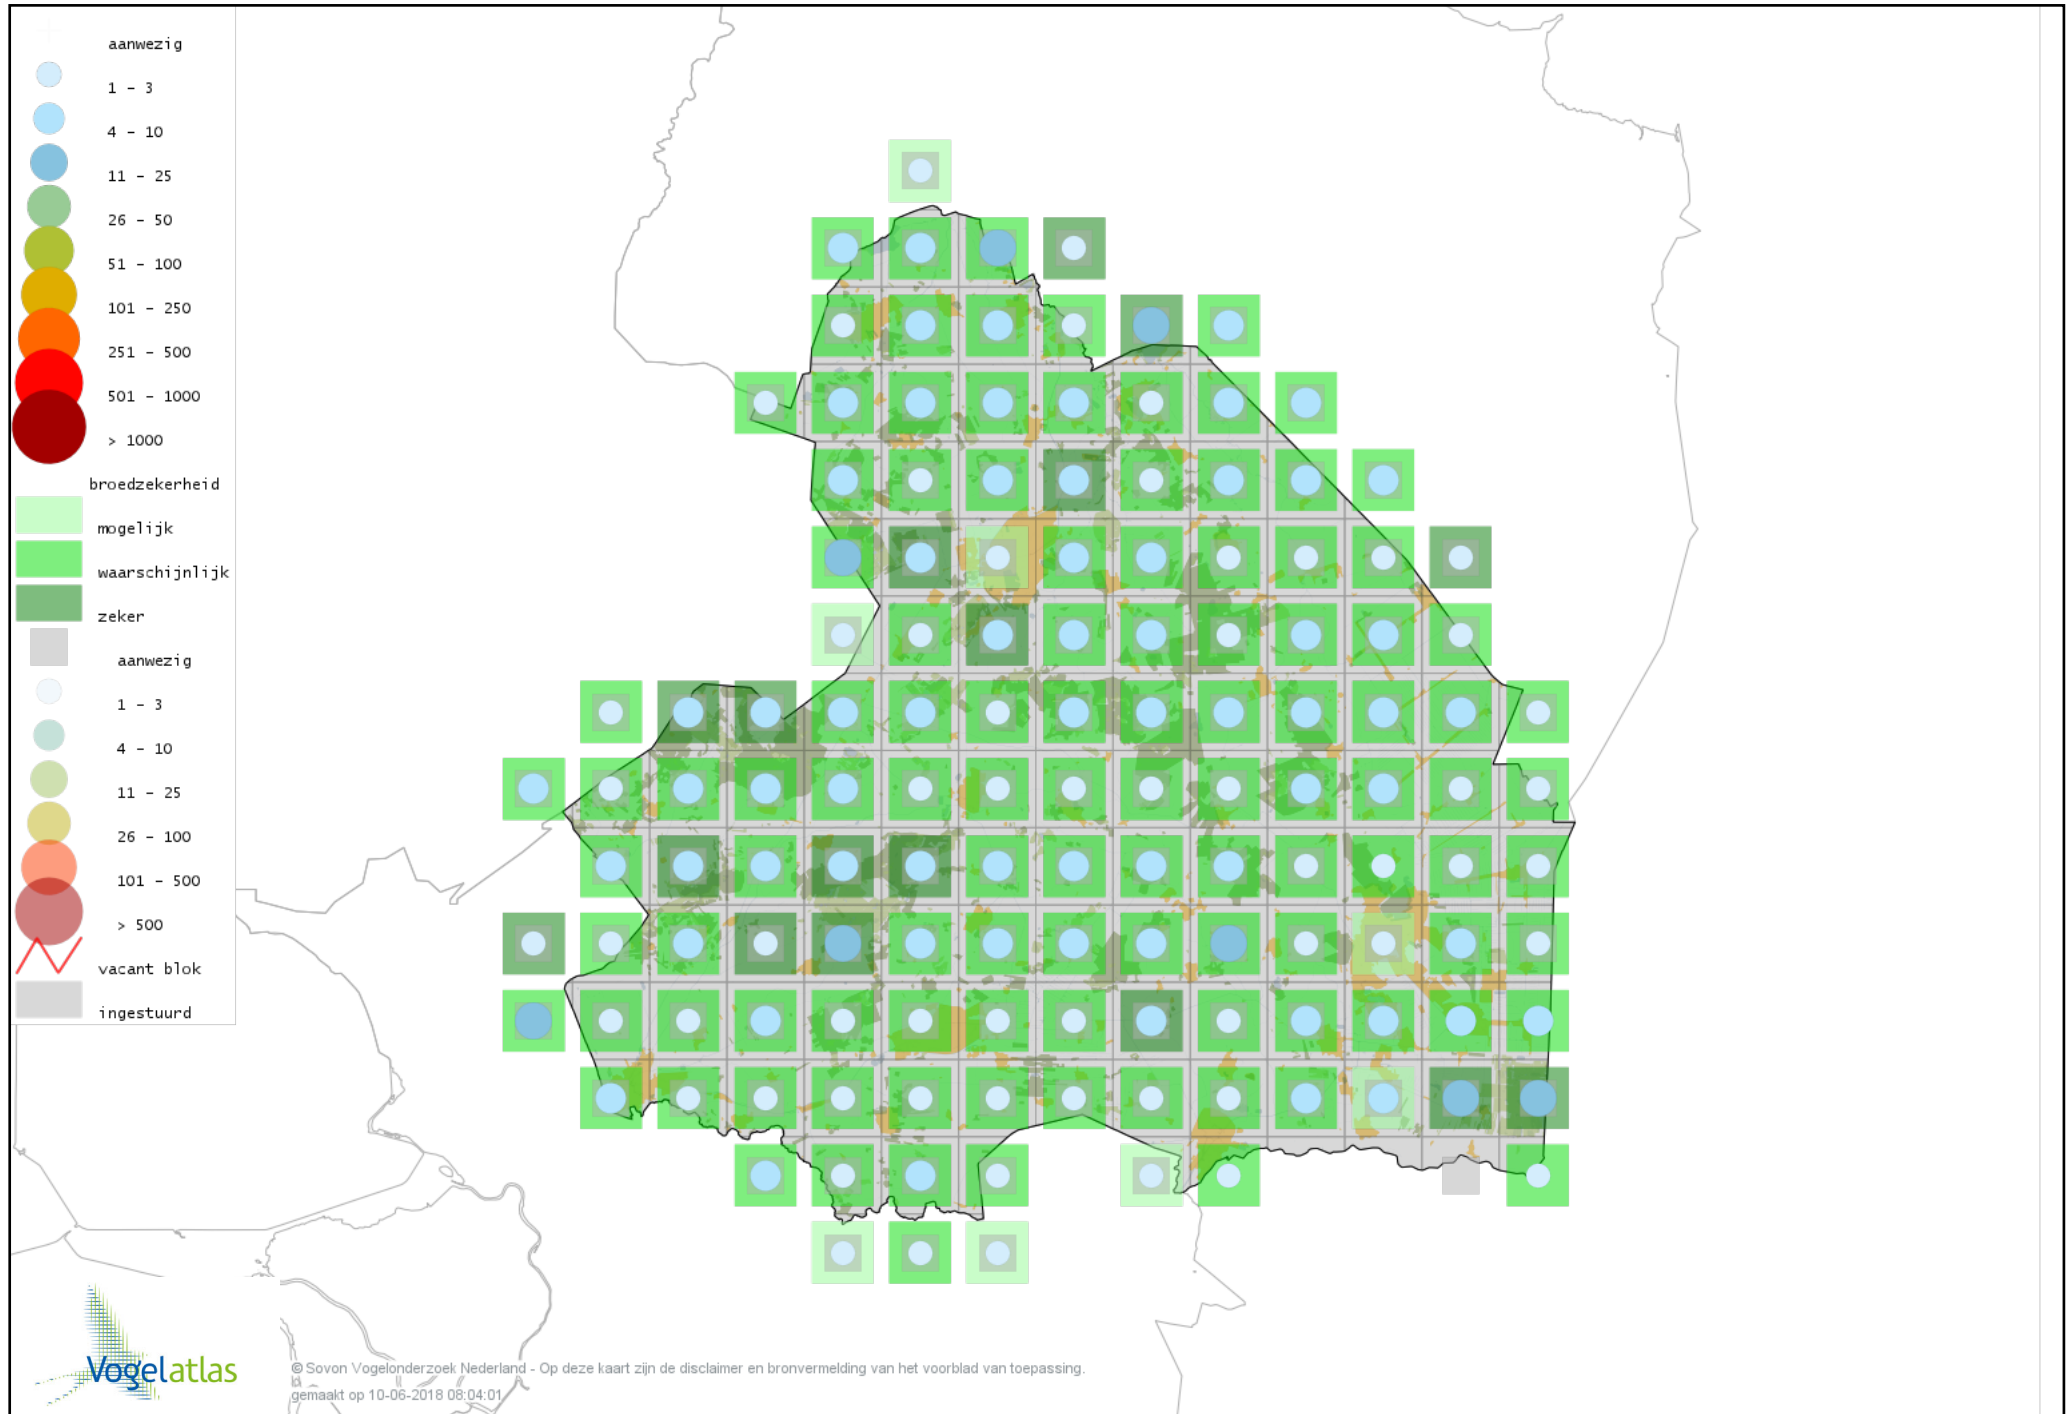 aanwezig
1 - 3
4 - 10
11 - 25
26 - 50
51 - 100
101 - 250
251 - 500
501 - 1000
> 1000
broedzekerheid
mogelijk
waarschijnlijk
zeker
aanwezig
1 - 3
4 - 10
11 - 25
26 - 100
101 - 500
> 500
vacant blok
ingestuurd
Vogelatlas
© Sovon Vogelonderzoek Nederland - Op deze kaart zijn de disclaimer en bronvermelding van het voorblad van toepassing.
gemaakt op 10-06-2018 08:04:01